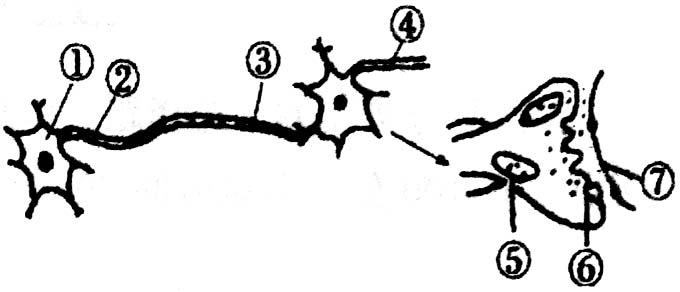 ① ② ③ ④
⑤ ⑥ ⑦